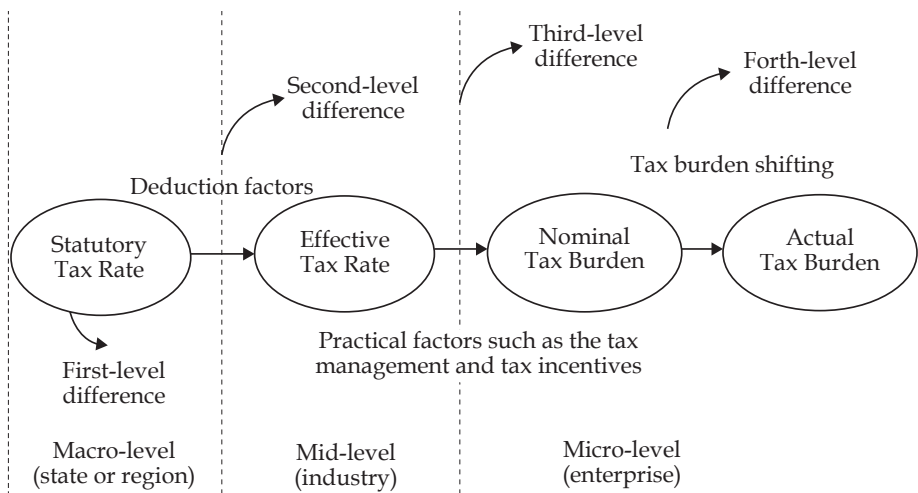 Third-level
difference
Forth-level
difference
Second-level
difference
Tax burden shifting
Deduction factors
Statutory
Tax Rate
Effective
Tax Rate
Nominal
Tax Burden
Actual
Tax Burden
Practical factors such as the tax
management and tax incentives
First-level
difference
Macro-level
(state or region)
Mid-level
(industry)
Micro-level
(enterprise)